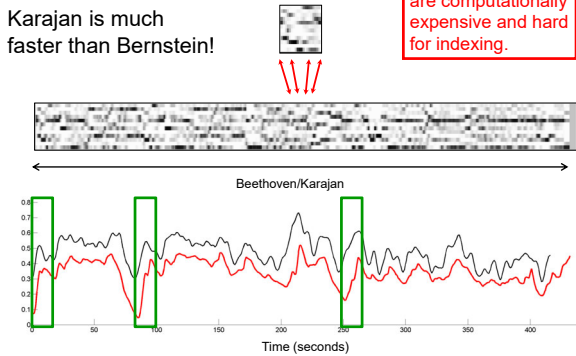 Karajan is much
faster than Bernstein!
are computationally
expensive and hard
for indexing.
Beethoven/Karajan
0.8
0.7
0.6
0.5
0.4
0.3
0.2
0.1
0
0 50 100 150 200 250 300 350 400
Time (seconds)